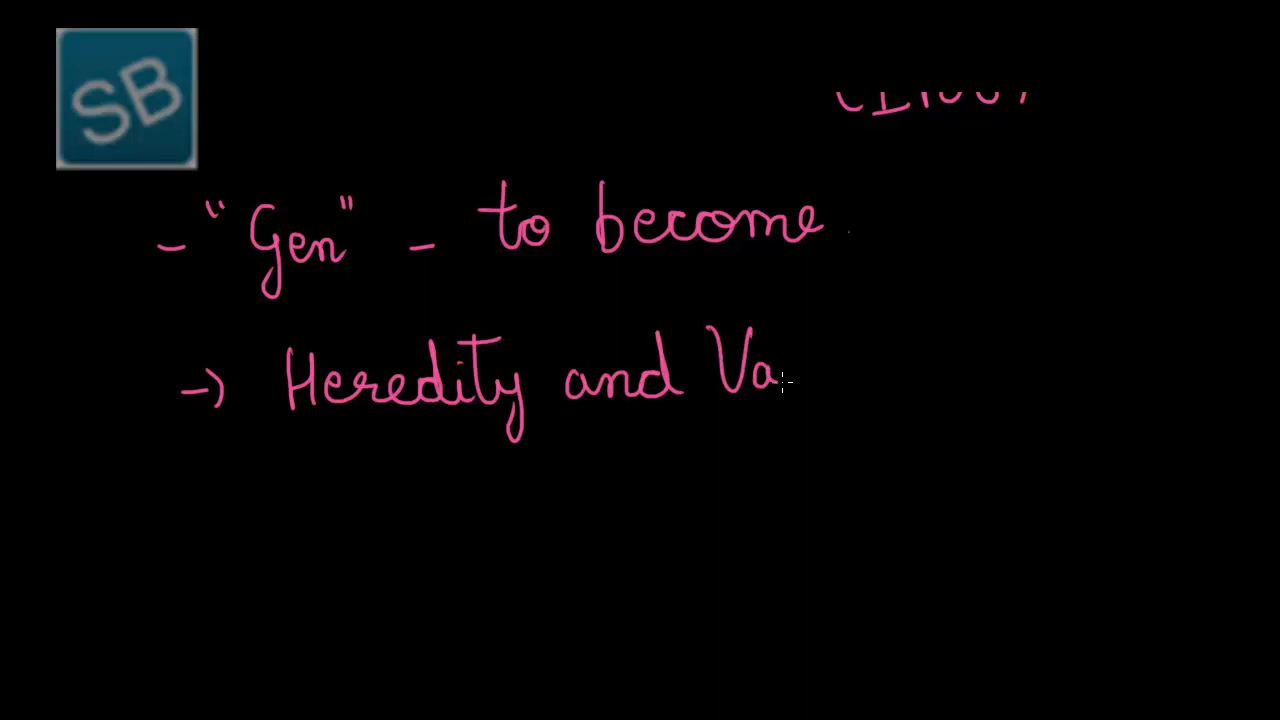 SB
- "Gen" - to become
→ Heredity and Va